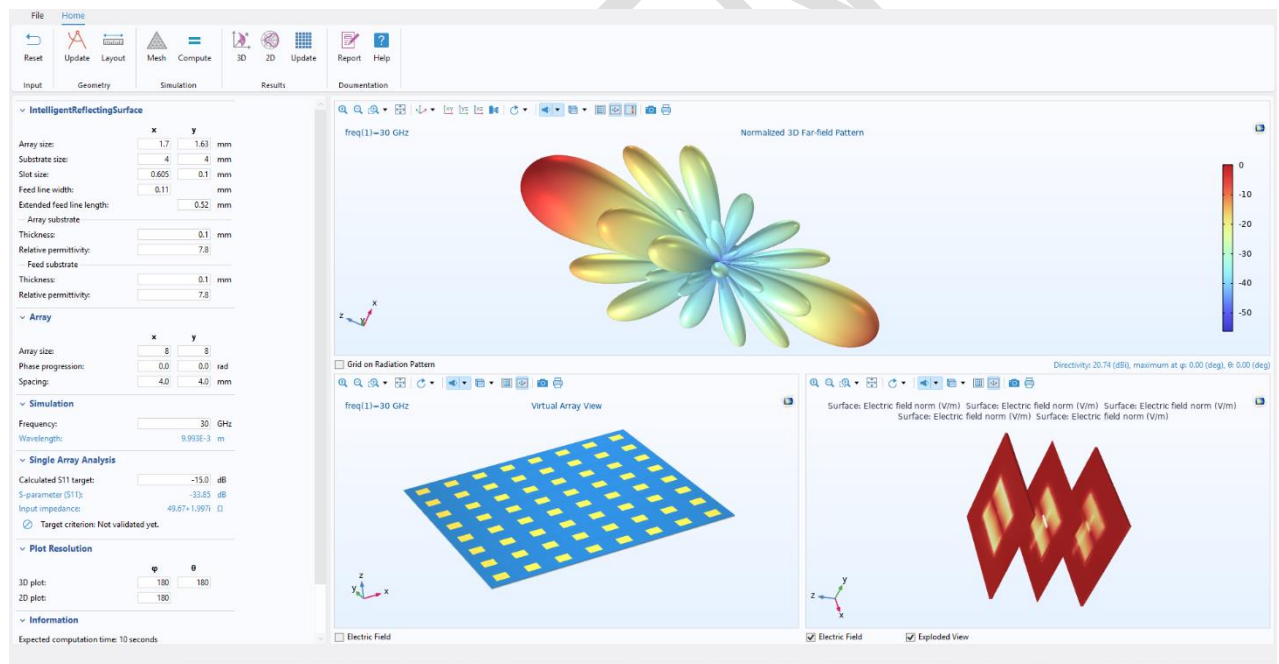 File Home
Reset Update Layout Mesh Compute 3D 2D Update Report Help
Input Geometry Simulation Results Doumentation
IntelligentReflectingSurface
x y
Array size: 1.7 1.63 mm
Substrate size: 4 4 mm
Slot size: 0.605 0.1 mm
Feed line width: 0.11 mm
Extended feed line length: 0.52 mm
Array substrate
Thickness: 0.1 mm
Relative permittivity: 7.8
Feed substrate
Thickness: 0.1 mm
Relative permittivity: 7.8
Array
x y
Array size: 8 8
Phase progression: 0.0 0.0 rad
Spacing: 4.0 4.0 mm
Simulation
Frequency: 30 GHz
Wavelength: 9.993E-3 m
Single Array Analysis
Calculated S11 target: -15.0 dB
S-parameter (S11): -33.85 dB
Input impedance: 49.67+1.997i Ω
Target criterion: Not validated yet.
Plot Resolution
φ θ
3D plot: 180 180
2D plot: 180
Information
Expected computation time: 10 seconds
freq(1)=30 GHz Normalized 3D Far-field Pattern
0
-10
-20
-30
-40
-50
x
z y
Grid on Radiation Pattern Directivity: 20.74 (dBi), maximum at φ: 0.00 (deg), θ: 0.00 (deg)
freq(1)=30 GHz Virtual Array View
z
y x
Electric Field
Surface: Electric field norm (V/m) Surface: Electric field norm (V/m) Surface: Electric field norm (V/m)
Surface: Electric field norm (V/m) Surface: Electric field norm (V/m)
y
z
x
Electric Field Exploded View